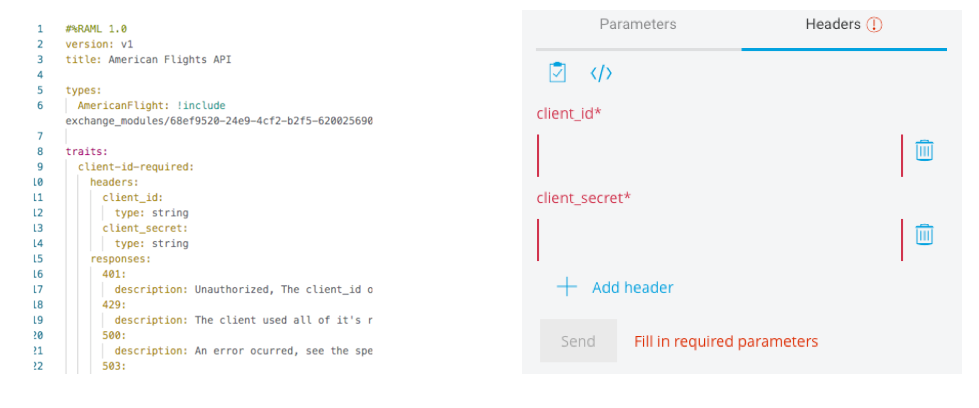 1 #%RAML 1.0
2 version: v1
3 title: American Flights API
4
5 types:
6 AmericanFlight: !include
exchange_modules/68ef9520-24e9-4cf2-b2f5-620025690
7
8 traits:
9 client-id-required:
10 headers:
11 client_id:
12 type: string
13 client_secret:
14 type: string
15 responses:
16 401:
17 description: Unauthorized, The client_id o
18 429:
19 description: The client used all of it's r
20 500:
21 description: An error ocurred, see the spe
22 503:
Parameters
Headers
client_id*
client_secret*
Add header
Send
Fill in required parameters